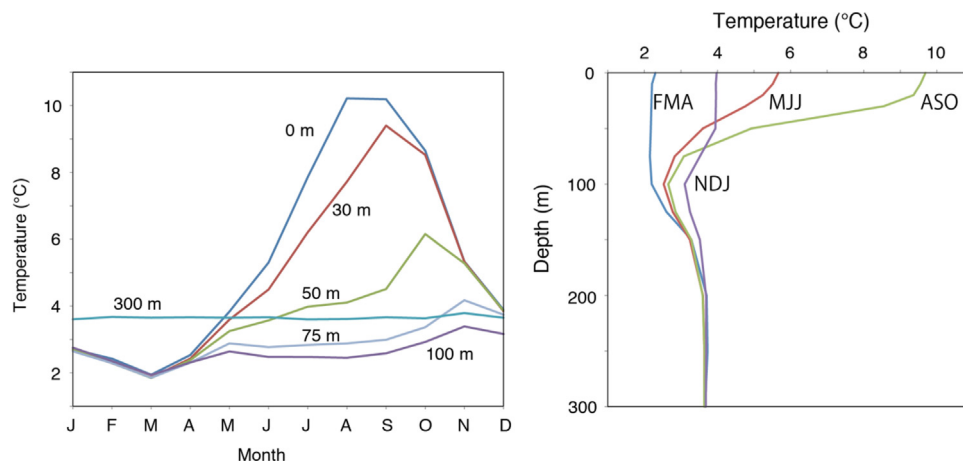 Temperature (°C)
2 4 6 8 10
0
100
200
300
Depth (m)
FMA
MJJ
ASO
NDJ
10
8
6
4
2
Temperature (°C)
0 m
30 m
50 m
300 m
75 m
100 m
J F M A M J J A S O N D
Month